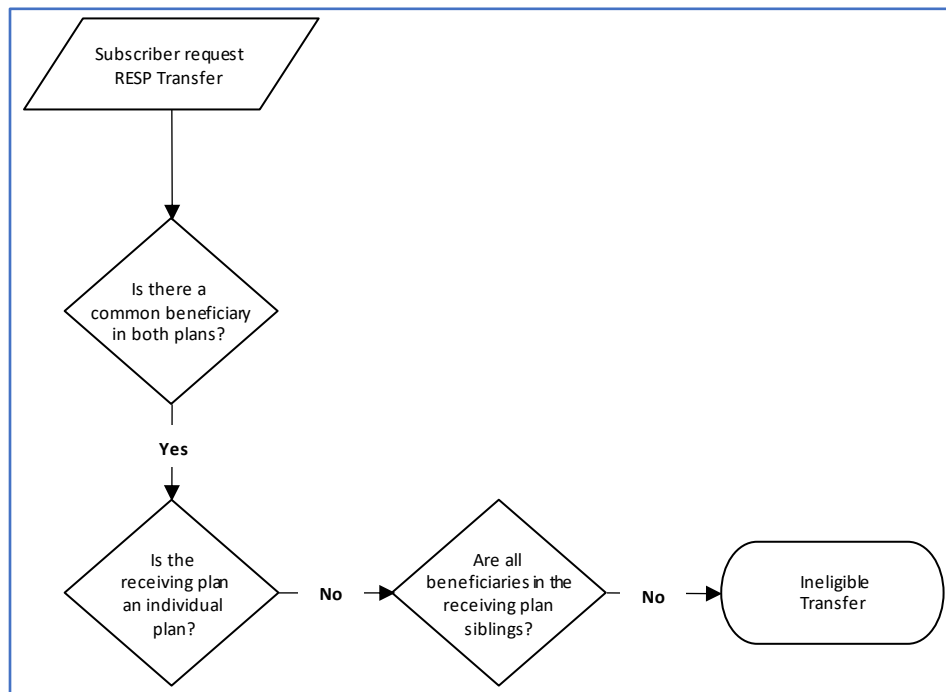 Subscriber request
RESP Transfer
Is there a
common beneficiary
in both plans?
Yes
Is the
receiving plan
an individual
plan?
No
Are all
beneficiaries in the
receiving plan
siblings?
No
Ineligible
Transfer